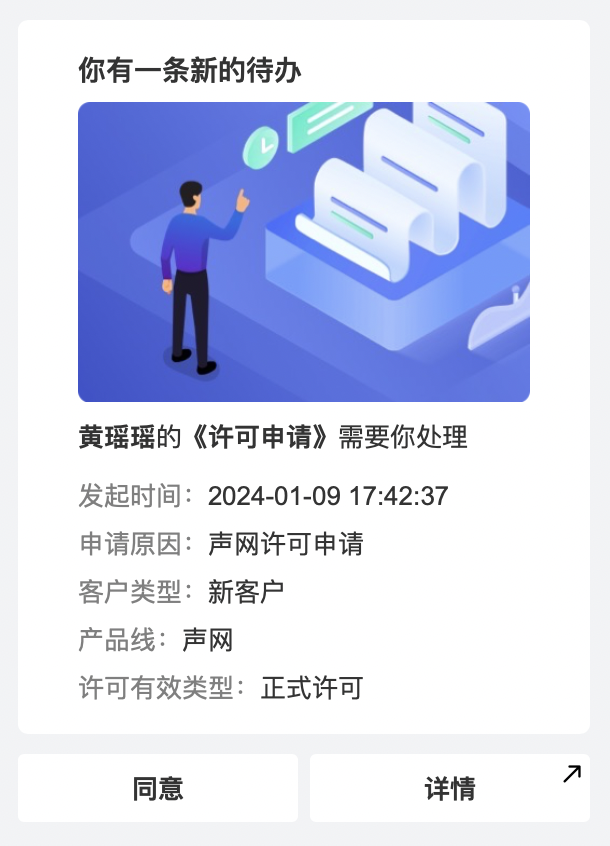 你有一条新的待办
黄瑶瑶的《许可申请》需要你处理
发起时间：2024-01-09 17:42:37
申请原因：声网许可申请
客户类型：新客户
产品线：声网
许可有效类型：正式许可
同意
详情